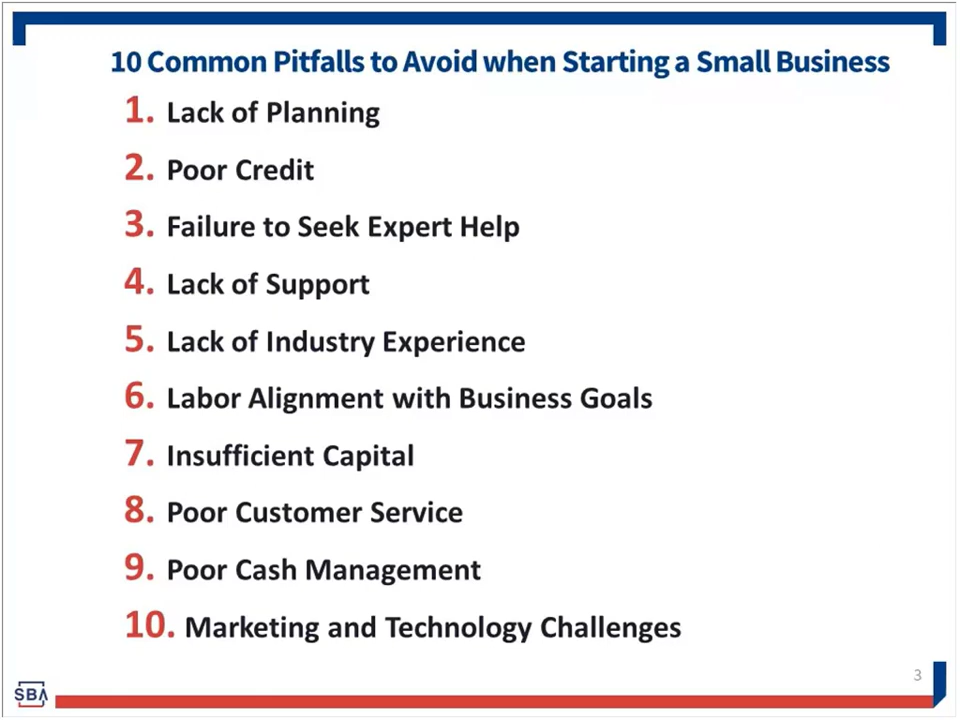 10 Common Pitfalls to Avoid when Starting a Small Business
1. Lack of Planning
2. Poor Credit
3. Failure to Seek Expert Help
4. Lack of Support
5. Lack of Industry Experience
6. Labor Alignment with Business Goals
7. Insufficient Capital
8. Poor Customer Service
9. Poor Cash Management
10. Marketing and Technology Challenges
3
SBA